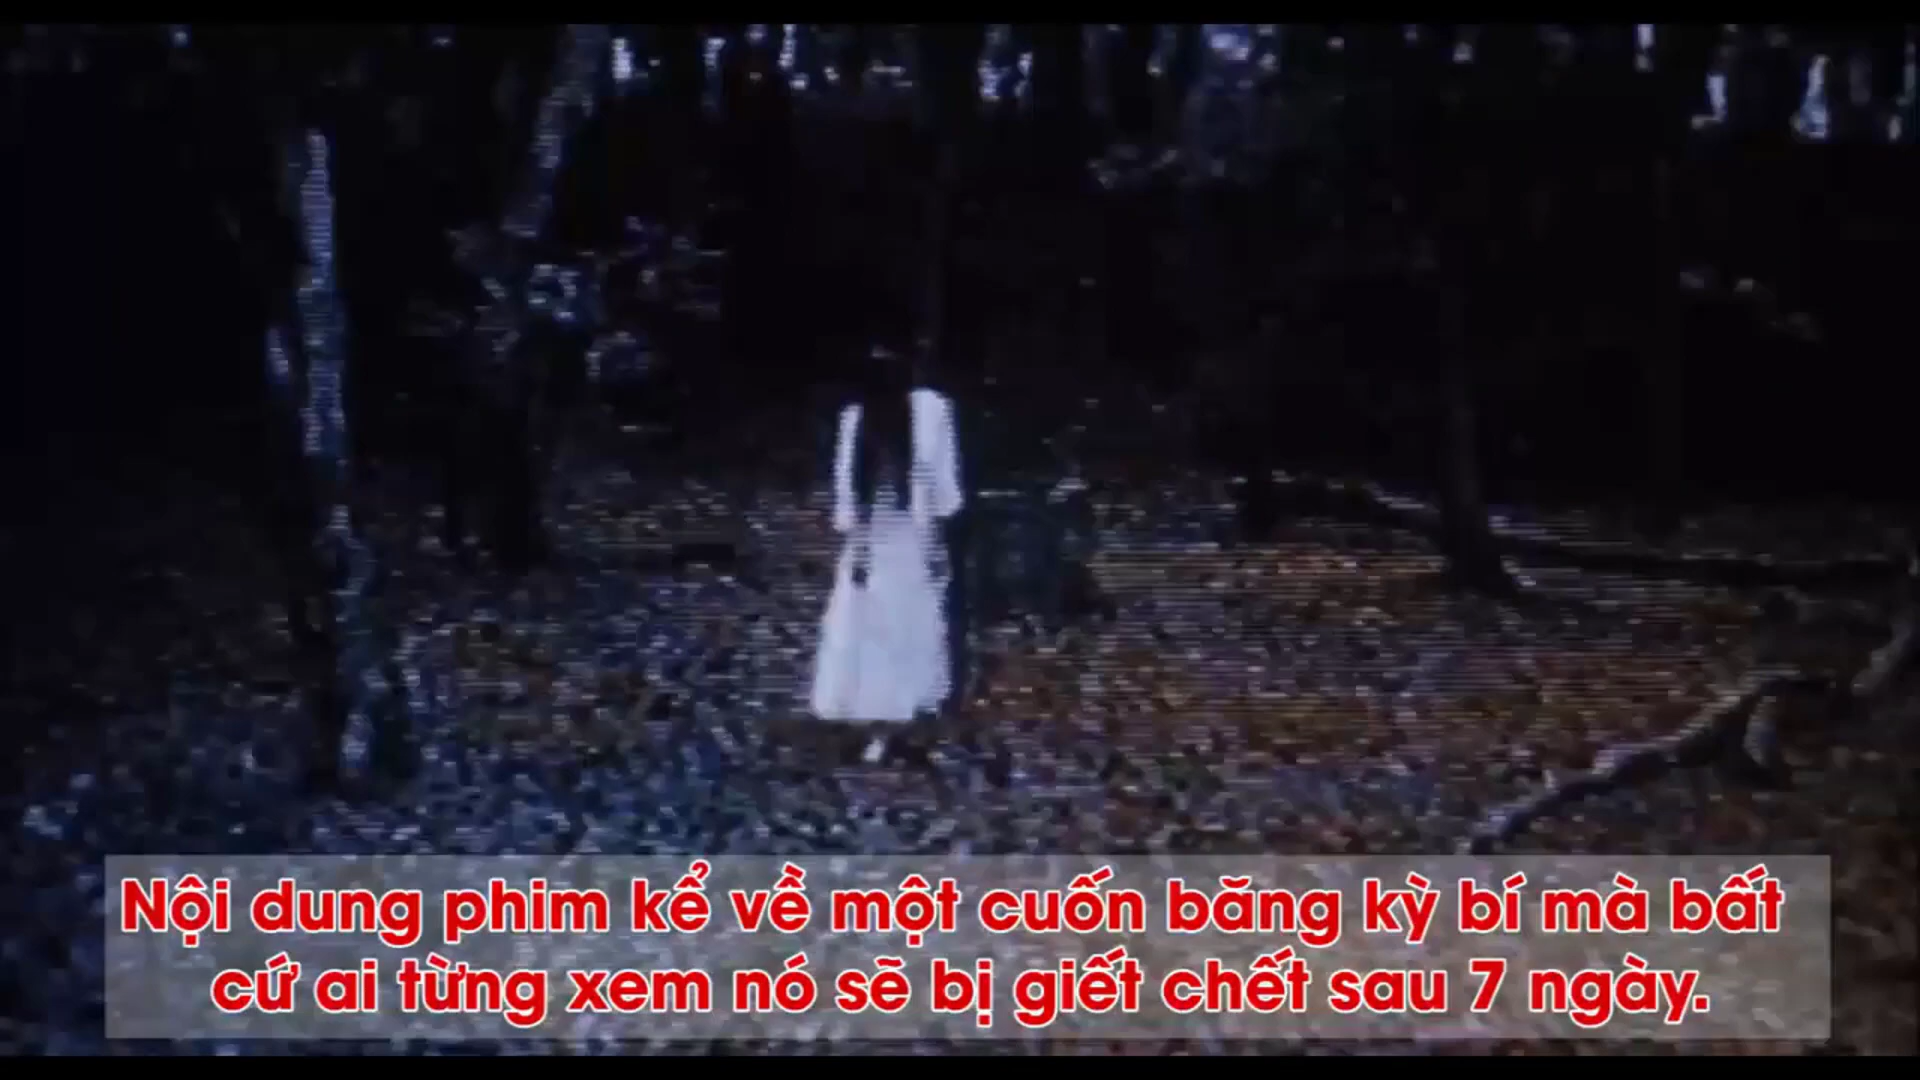 Nội dung phim kể về một cuốn băng kỳ bí mà bất
cứ ai từng xem nó sẽ bị giết chết sau 7 ngày.